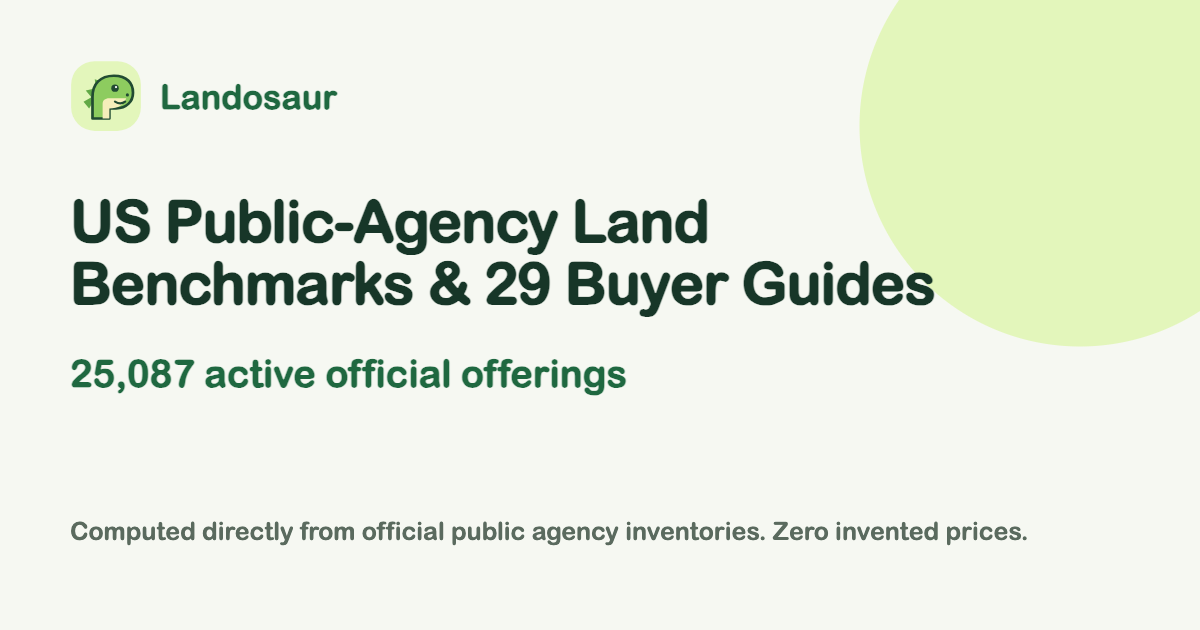 Landosaur
US Public-Agency Land
Benchmarks & 29 Buyer Guides
25,087 active official offerings
Computed directly from official public agency inventories. Zero invented prices.